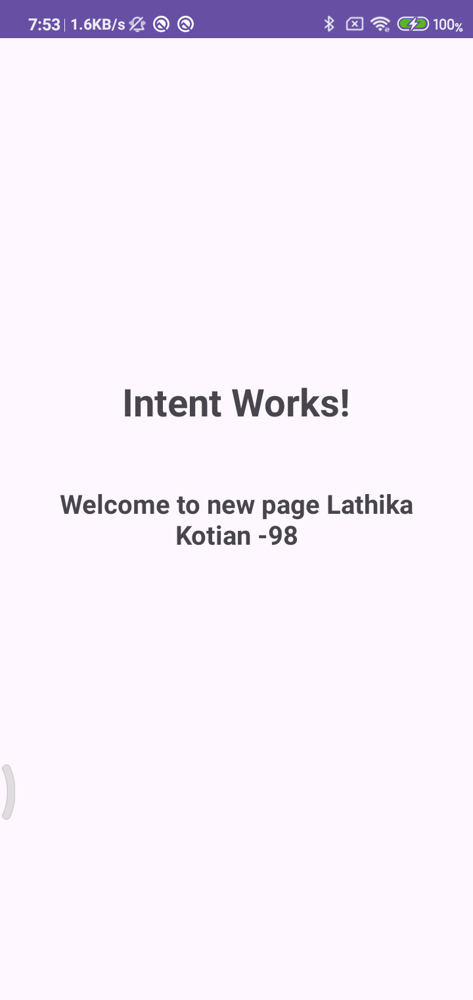 7:53 1.6KB/s 100%
Intent Works!
Welcome to new page Lathika
Kotian -98